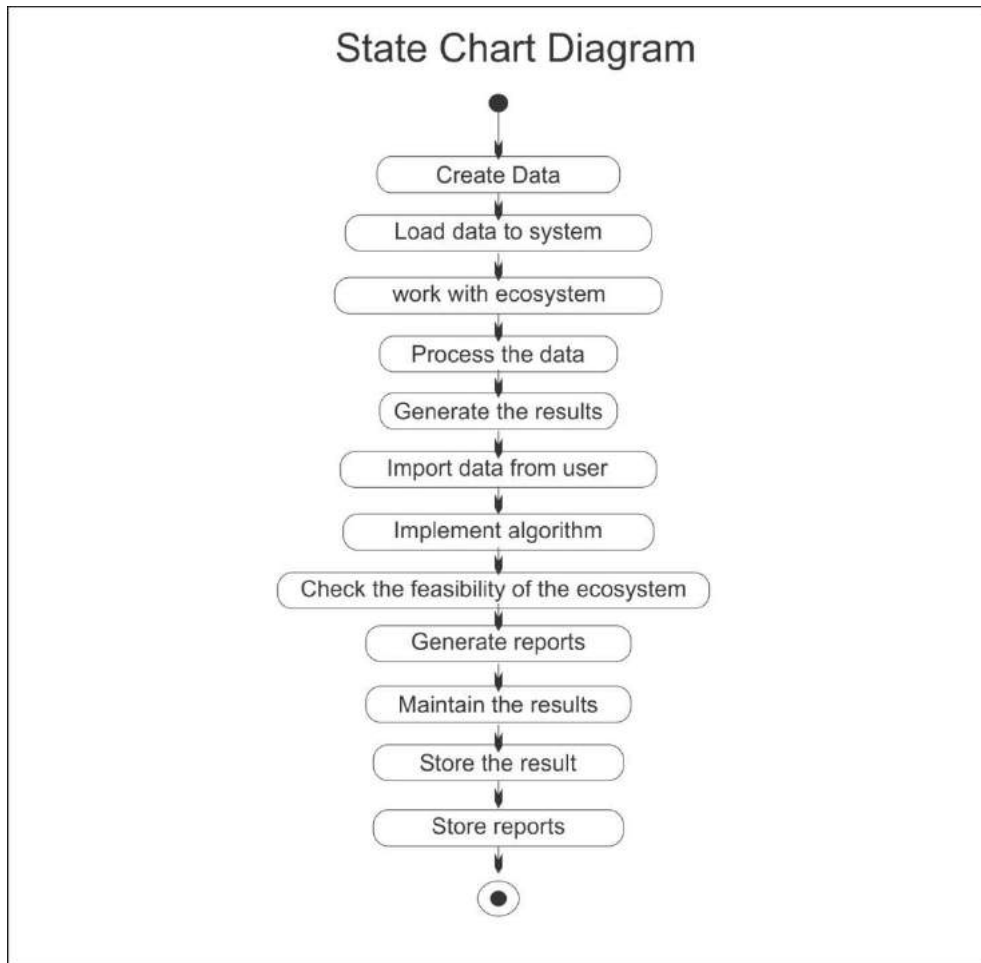 State Chart Diagram
Create Data
Load data to system
work with ecosystem
Process the data
Generate the results
Import data from user
Implement algorithm
Check the feasibility of the ecosystem
Generate reports
Maintain the results
Store the result
Store reports